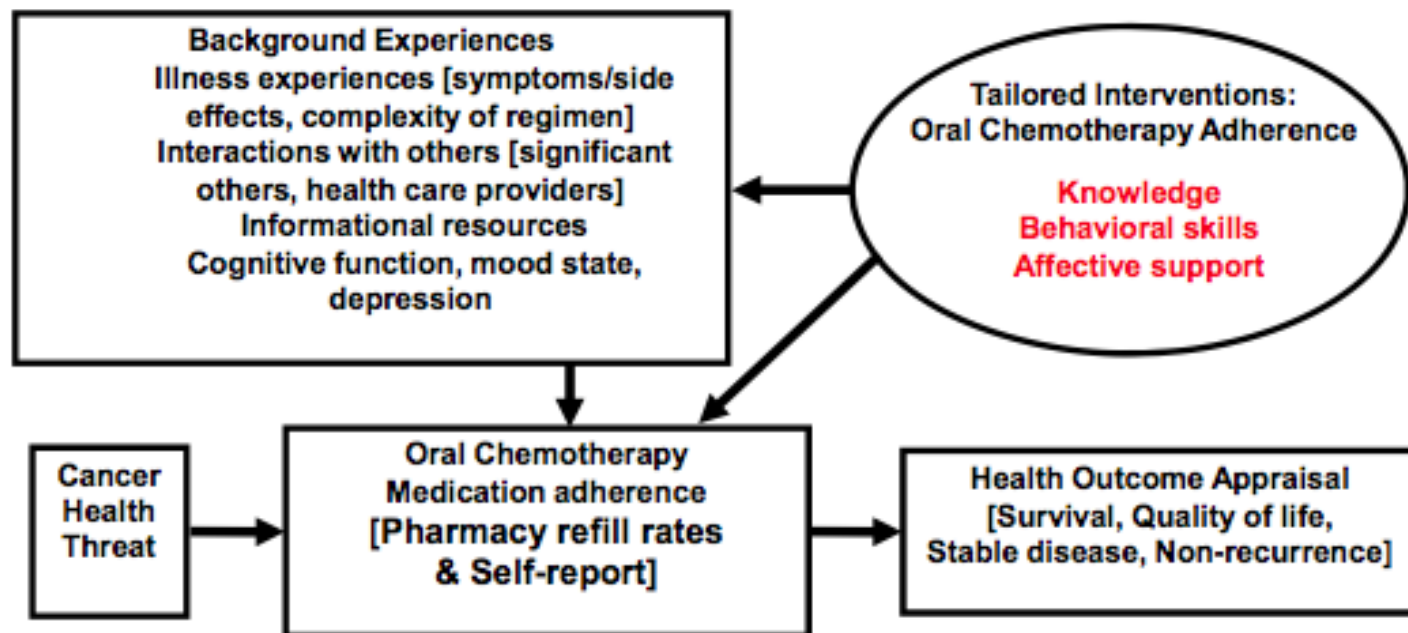 Background Experiences
Illness experiences [symptoms/side
effects, complexity of regimen]
Interactions with others [significant
others, health care providers]
Informational resources
Cognitive function, mood state,
depression
Tailored Interventions:
Oral Chemotherapy Adherence
Knowledge
Behavioral skills
Affective support
Cancer
Health
Threat
Oral Chemotherapy
Medication adherence
[Pharmacy refill rates
& Self-report]
Health Outcome Appraisal
[Survival, Quality of life,
Stable disease, Non-recurrence]